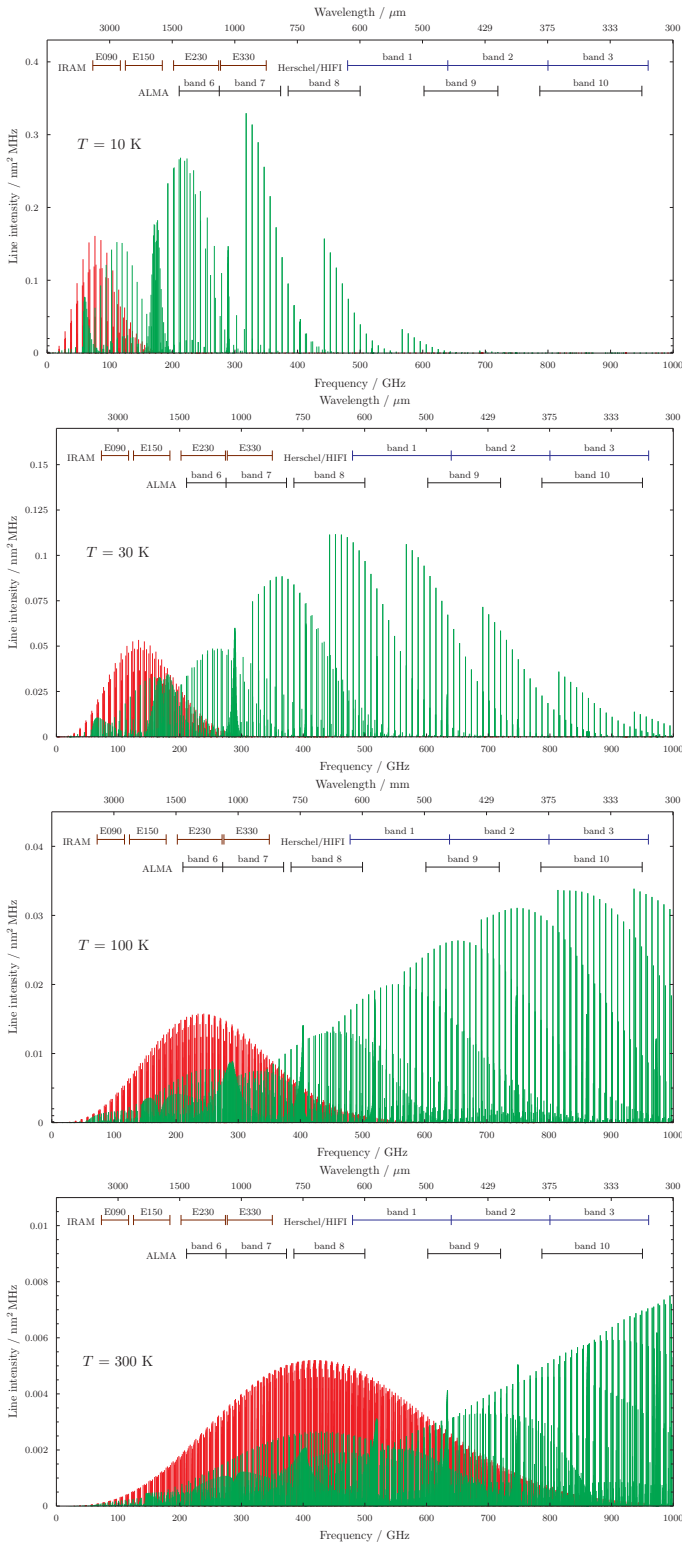 Wavelength / μm
3000 1500 1000 750 600 500 429 375 333 300
IRAM E090 E150 E230 E330 Herschel/HIFI band 1 band 2 band 3
ALMA band 6 band 7 band 8 band 9 band 10
T = 10 K
Line intensity / nm² MHz
0.4
0.3
0.2
0.1
0
0 100 200 300 400 500 600 700 800 900 1000
Frequency / GHz
Wavelength / μm
3000 1500 1000 750 600 500 429 375 333 300
IRAM E090 E150 E230 E330 Herschel/HIFI band 1 band 2 band 3
ALMA band 6 band 7 band 8 band 9 band 10
T = 30 K
Line intensity / nm² MHz
0.15
0.125
0.1
0.075
0.05
0.025
0
0 100 200 300 400 500 600 700 800 900 1000
Frequency / GHz
Wavelength / mm
3000 1500 1000 750 600 500 429 375 333 300
IRAM E090 E150 E230 E330 Herschel/HIFI band 1 band 2 band 3
ALMA band 6 band 7 band 8 band 9 band 10
T = 100 K
Line intensity / nm² MHz
0.04
0.03
0.02
0.01
0
0 100 200 300 400 500 600 700 800 900 1000
Frequency / GHz
Wavelength / μm
3000 1500 1000 750 600 500 429 375 333 300
IRAM E090 E150 E230 E330 Herschel/HIFI band 1 band 2 band 3
ALMA band 6 band 7 band 8 band 9 band 10
T = 300 K
Line intensity / nm² MHz
0.01
0.008
0.006
0.004
0.002
0
0 100 200 300 400 500 600 700 800 900 1000
Frequency / GHz